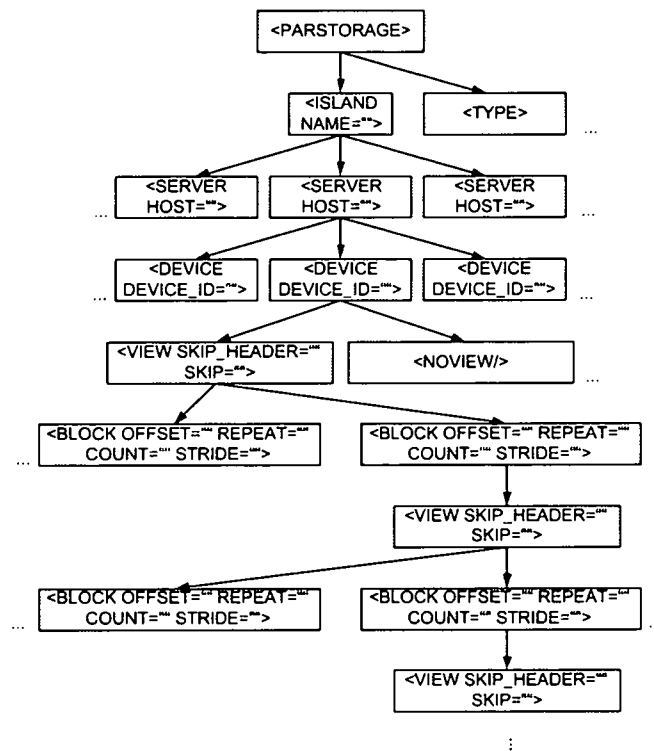 <PARSTORAGE>
<ISLAND
NAME="">
<TYPE>
...
<SERVER
HOST="">
<SERVER
HOST="">
<SERVER
HOST="">
...
...
<DEVICE
DEVICE_ID="">
<DEVICE
DEVICE_ID="">
<DEVICE
DEVICE_ID="">
...
...
<VIEW SKIP_HEADER=""
SKIP="">
<NOVIEW/>
...
<BLOCK OFFSET="" REPEAT=""
COUNT="" STRIDE="">
<BLOCK OFFSET="" REPEAT=""
COUNT="" STRIDE="">
...
...
<VIEW SKIP_HEADER=""
SKIP="">
<BLOCK OFFSET="" REPEAT=""
COUNT="" STRIDE="">
<BLOCK OFFSET="" REPEAT=""
COUNT="" STRIDE="">
...
...
<VIEW SKIP_HEADER=""
SKIP="">
...